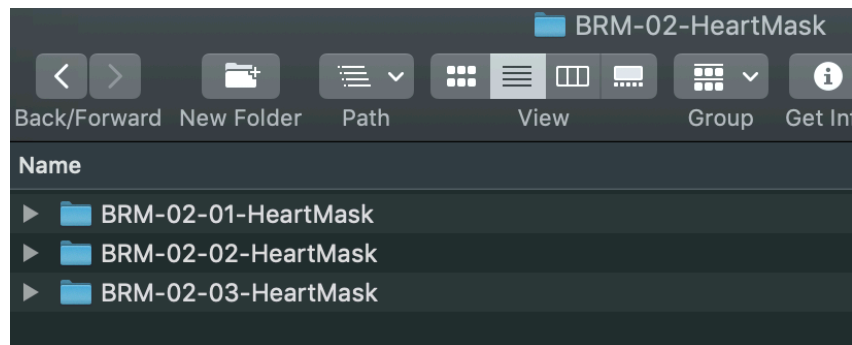 BRM-02-HeartMask
Back/Forward New Folder Path View Group Get In
Name
BRM-02-01-HeartMask
BRM-02-02-HeartMask
BRM-02-03-HeartMask